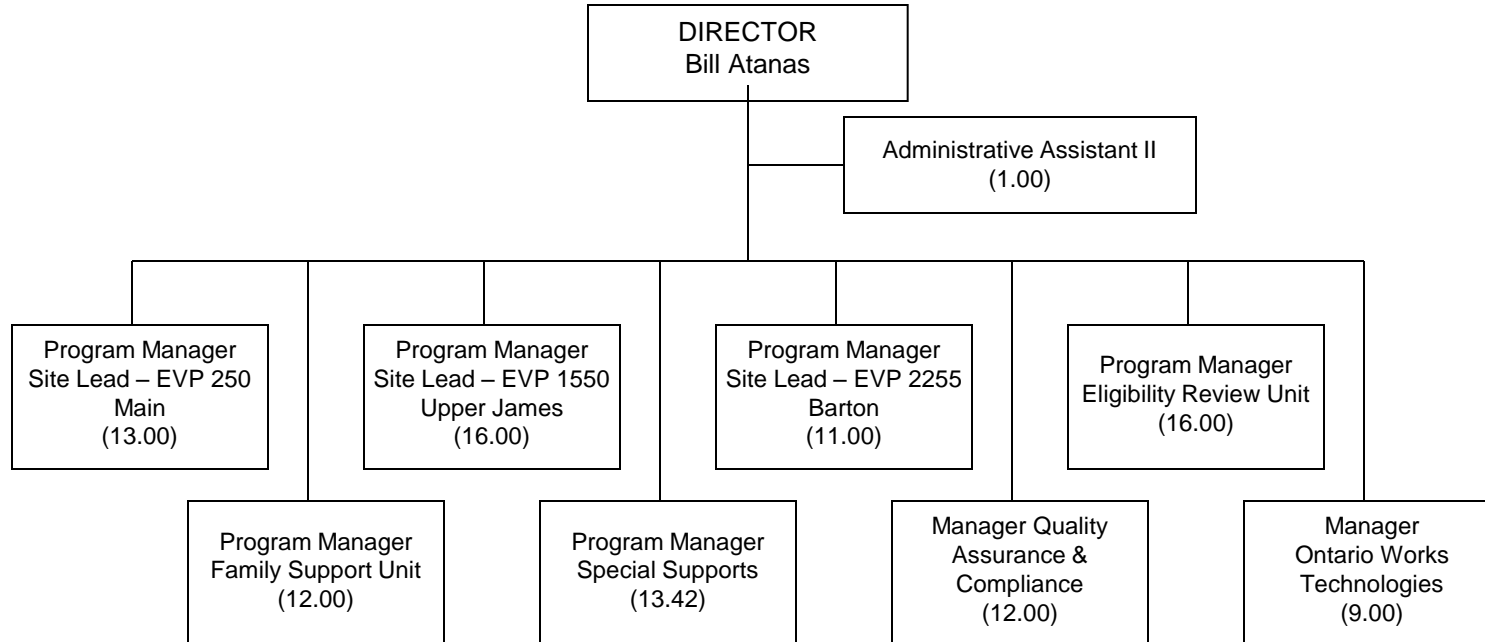 DIRECTOR
Bill Atanas
Administrative Assistant II
(1.00)
Program Manager
Site Lead – EVP 250
Main
(13.00)
Program Manager
Site Lead – EVP 1550
Upper James
(16.00)
Program Manager
Site Lead – EVP 2255
Barton
(11.00)
Program Manager
Eligibility Review Unit
(16.00)
Program Manager
Family Support Unit
(12.00)
Program Manager
Special Supports
(13.42)
Manager Quality
Assurance &
Compliance
(12.00)
Manager
Ontario Works
Technologies
(9.00)